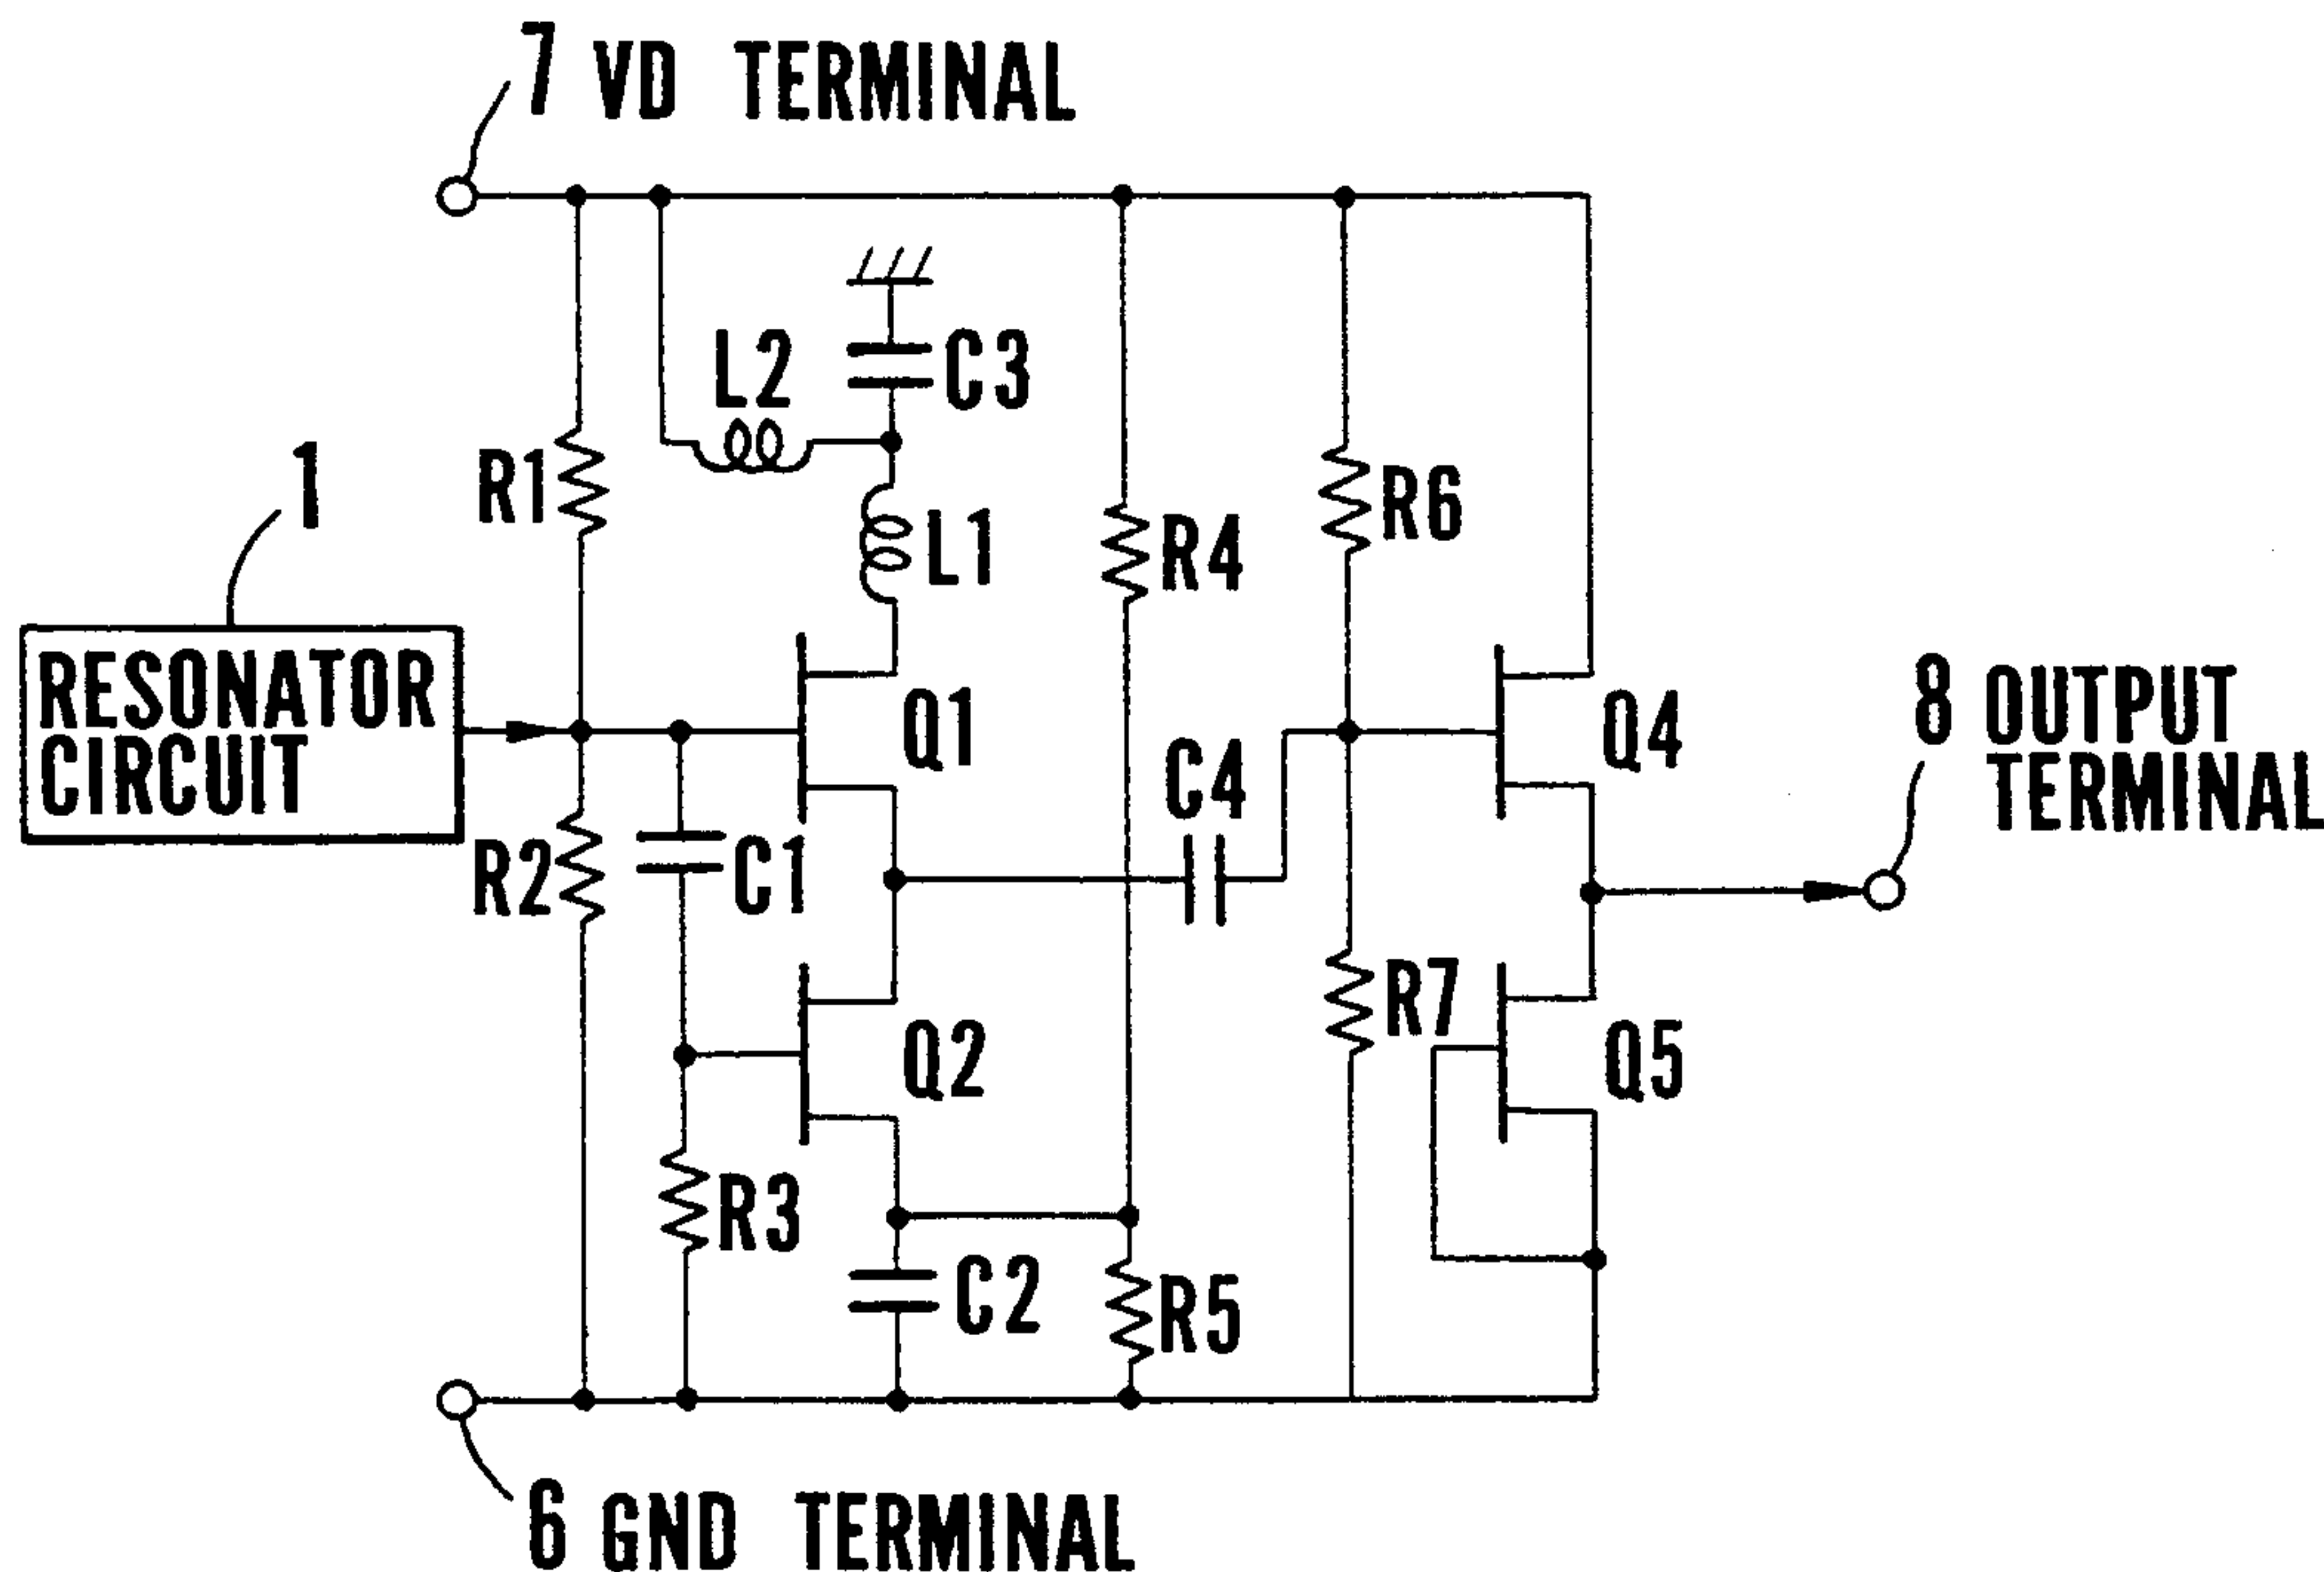 7 VD TERMINAL
L2
C3
1
R1
L1
R4
R6
RESONATOR
CIRCUIT
Q1
Q4
8 OUTPUT
TERMINAL
C4
R2
C1
R7
Q2
Q5
R3
C2
R5
6 GND TERMINAL